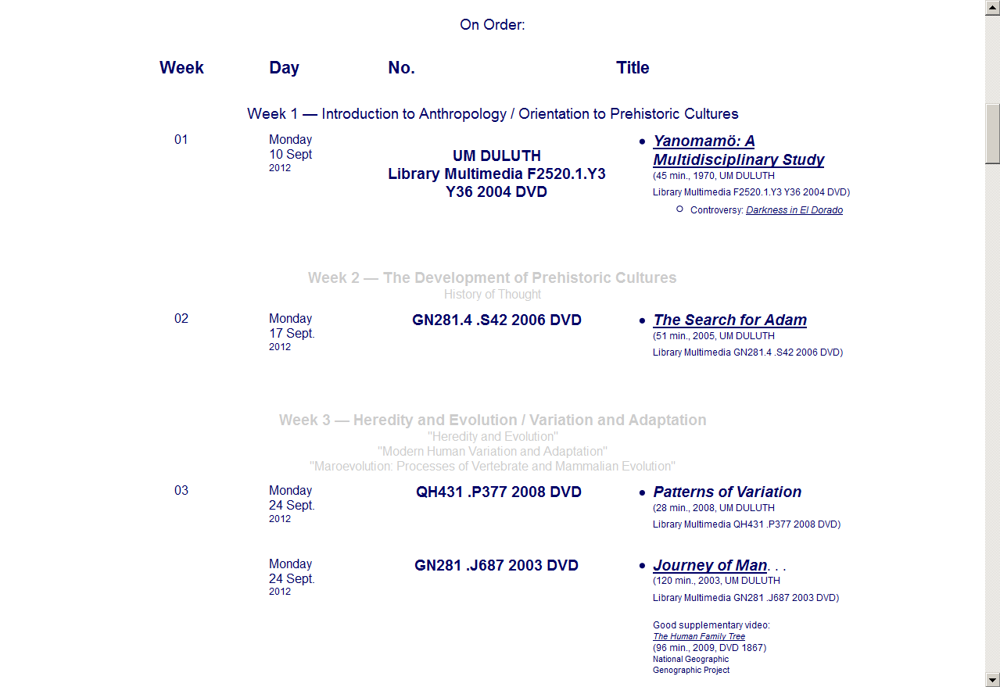 On Order:
Week Day No. Title
Week 1 — Introduction to Anthropology / Orientation to Prehistoric Cultures
01
Monday
10 Sept
2012
UM DULUTH
Library Multimedia F2520.1.Y3
Y36 2004 DVD
• Yanomamö: A
Multidisciplinary Study
(45 min., 1970, UM DULUTH
Library Multimedia F2520.1.Y3 Y36 2004 DVD)
o Controversy: Darkness in El Dorado
Week 2 — The Development of Prehistoric Cultures
History of Thought
02
Monday
17 Sept.
2012
GN281.4 .S42 2006 DVD
• The Search for Adam
(51 min., 2005, UM DULUTH
Library Multimedia GN281.4 .S42 2006 DVD)
Week 3 — Heredity and Evolution / Variation and Adaptation
"Heredity and Evolution"
"Modern Human Variation and Adaptation"
"Maroevolution: Processes of Vertebrate and Mammalian Evolution"
03
Monday
24 Sept.
2012
QH431 .P377 2008 DVD
• Patterns of Variation
(28 min., 2008, UM DULUTH
Library Multimedia QH431 .P377 2008 DVD)
Monday
24 Sept.
2012
GN281 .J687 2003 DVD
• Journey of Man. . .
(120 min., 2003, UM DULUTH
Library Multimedia GN281 .J687 2003 DVD)
Good supplementary video:
The Human Family Tree
(96 min., 2009, DVD 1867)
National Geographic
Genographic Project